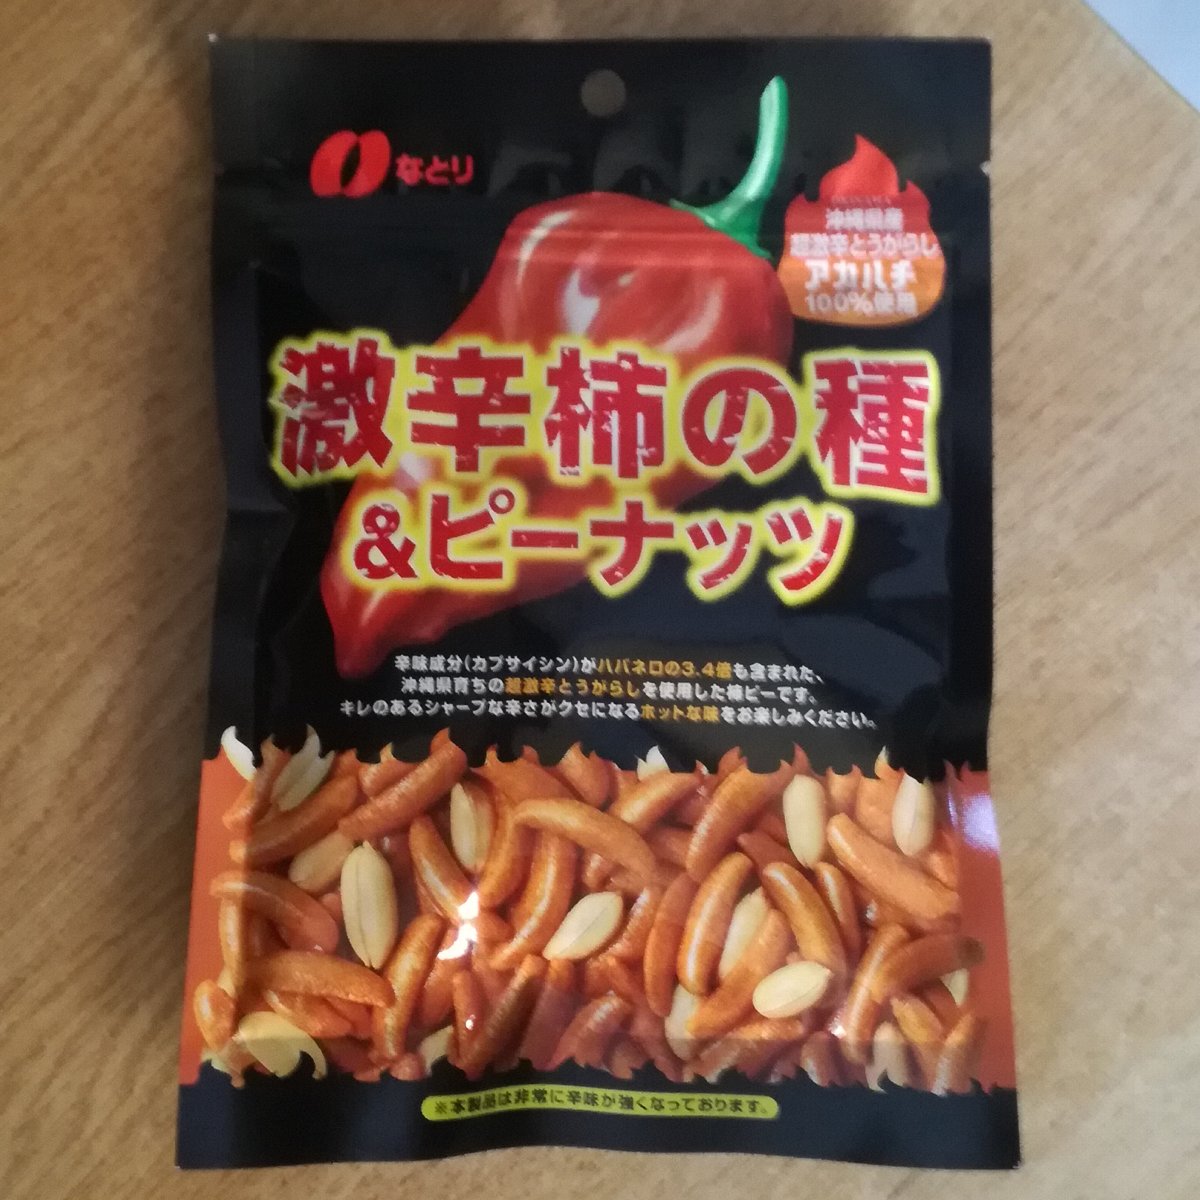 なとり
OKINAWA
沖縄県産
超激辛とうがらし
アカハチ
100%使用
激辛柿の種
&ピーナッツ
辛味成分(カプサイシン)がハバネロの3.4倍も含まれた、
沖縄県育ちの超激辛とうがらしを使用した柿ピーです。
キレのあるシャープな辛さがクセになるホットな味をお楽しみください。
※本製品は非常に辛味が強くなっております。